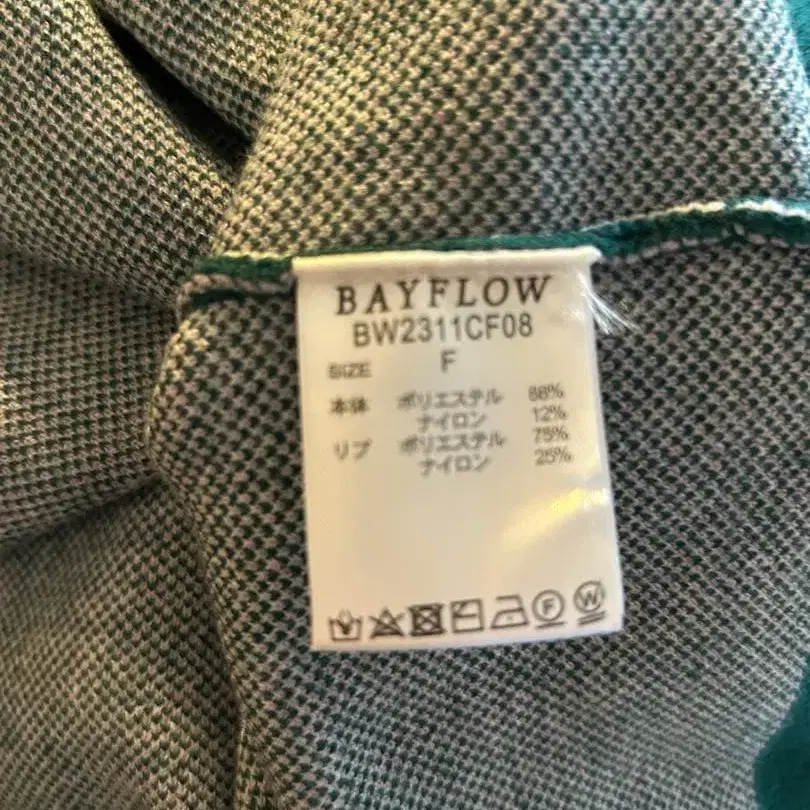 BAYFLOW
BW2311CF08
SIZE F
本体 ポリエステル 88%
ナイロン 12%
リブ ポリエステル 75%
ナイロン 25%
F W